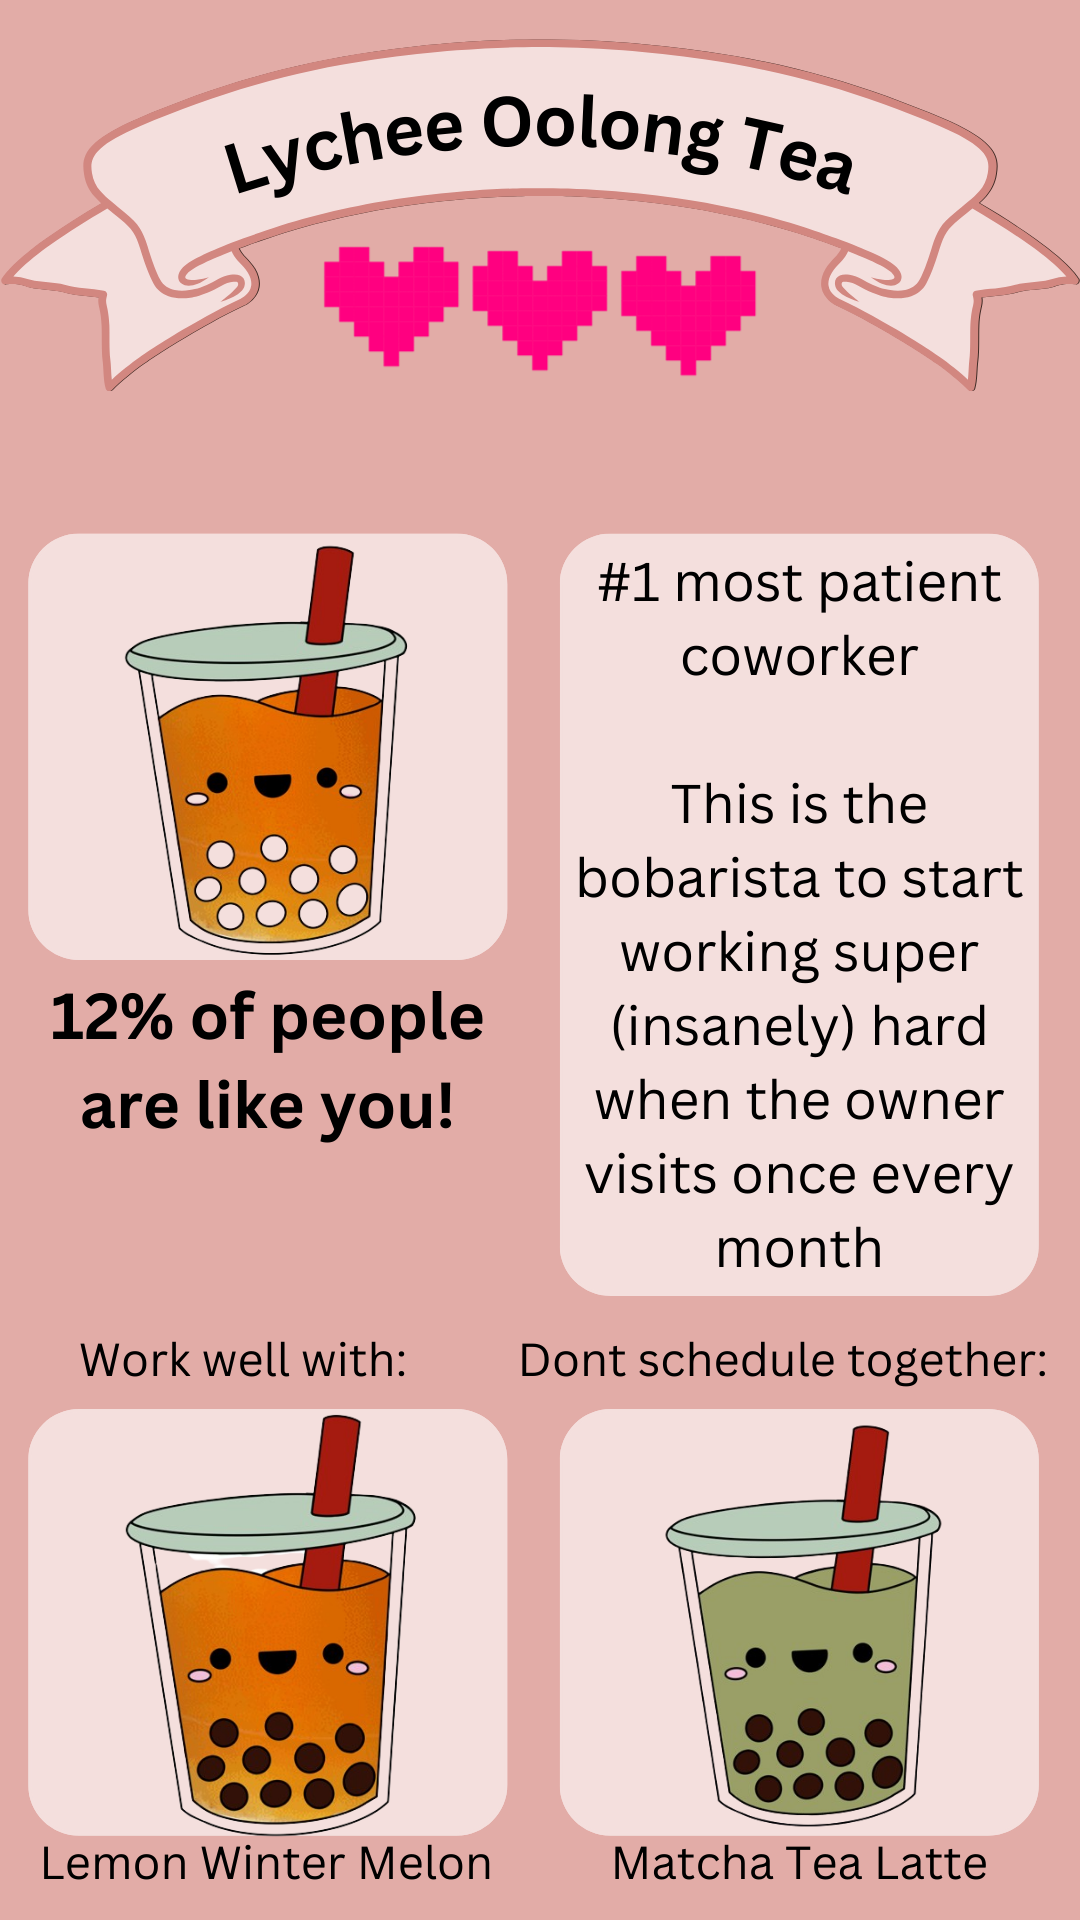 Lychee Oolong Tea
#1 most patient
coworker
This is the
bobarista to start
working super
(insanely) hard
when the owner
visits once every
month
12% of people
are like you!
Work well with:
Dont schedule together:
Lemon Winter Melon
Matcha Tea Latte